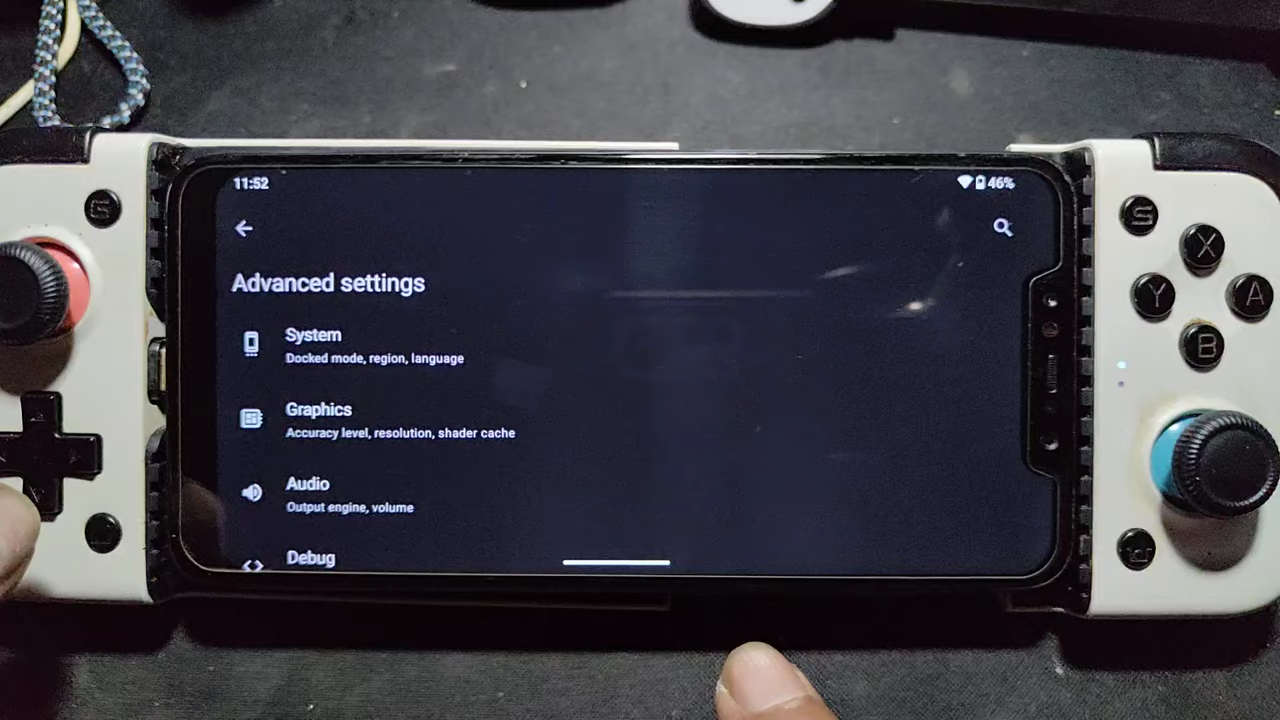 11:52 46%
Advanced settings
System
Docked mode, region, language
Graphics
Accuracy level, resolution, shader cache
Audio
Output engine, volume
Debug
S
X
Y
A
B